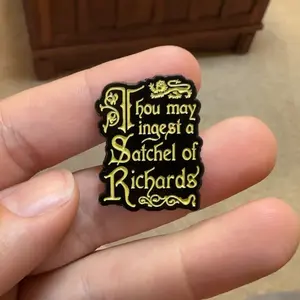 Thou may
ingest a
Satchel of
Richards